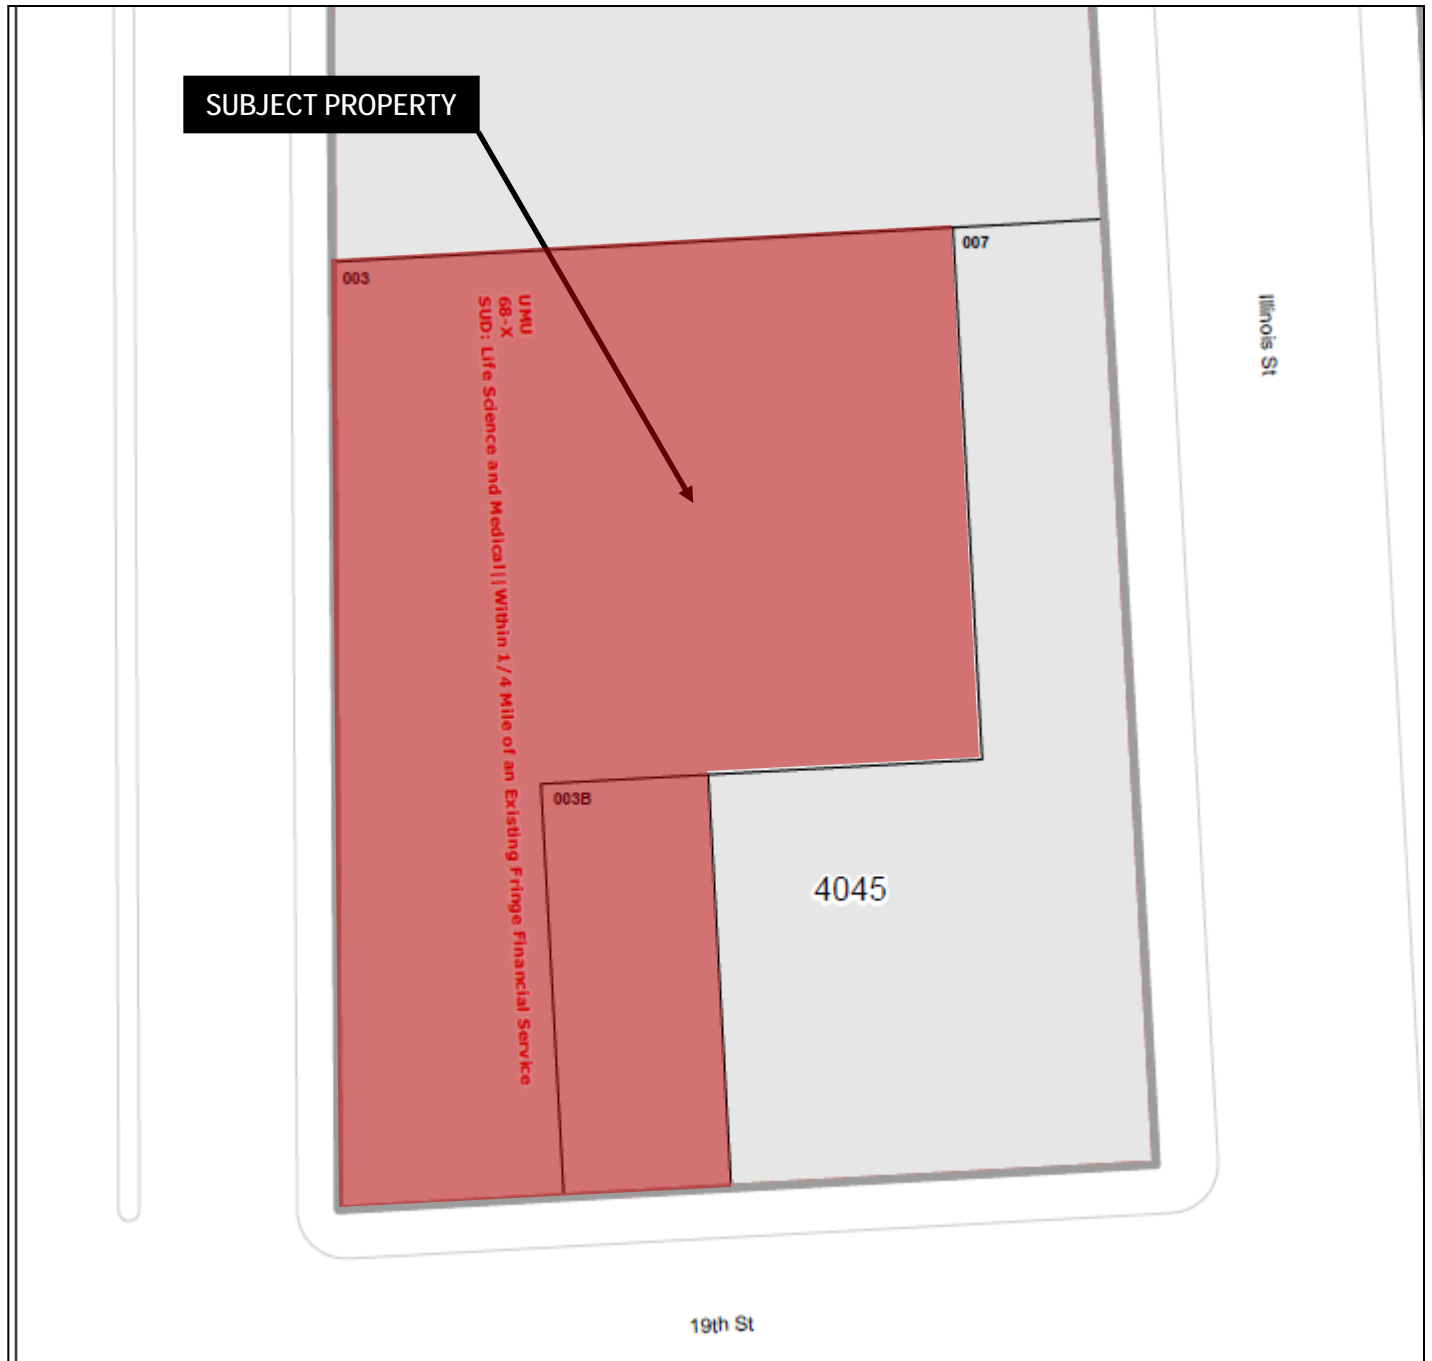 SUBJECT PROPERTY
003
007
UMU
68-X
SUD: Life Science and Medical||Within 1/4 Mile of an Existing Fringe Financial Service
Illinois St
003B
4045
19th St